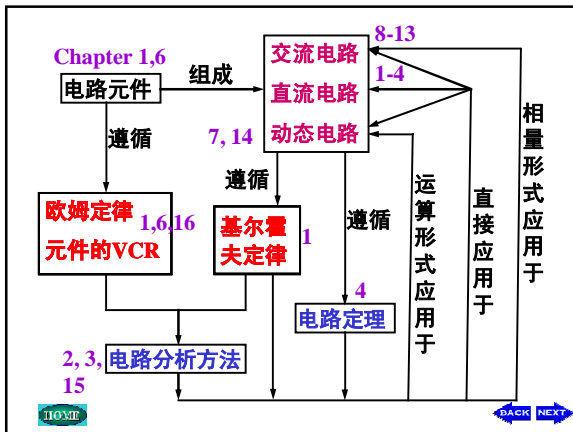 Chapter 1,6
电路元件
组成
交流电路
8-13
直流电路
1-4
动态电路
7, 14
遵循
遵循
遵循
欧姆定律
元件的VCR
1,6,16
基尔霍
夫定律
1
4
电路定理
2, 3,
15
电路分析方法
运算形式应用于
直接应用于
相量形式应用于
HOME
BACK
NEXT